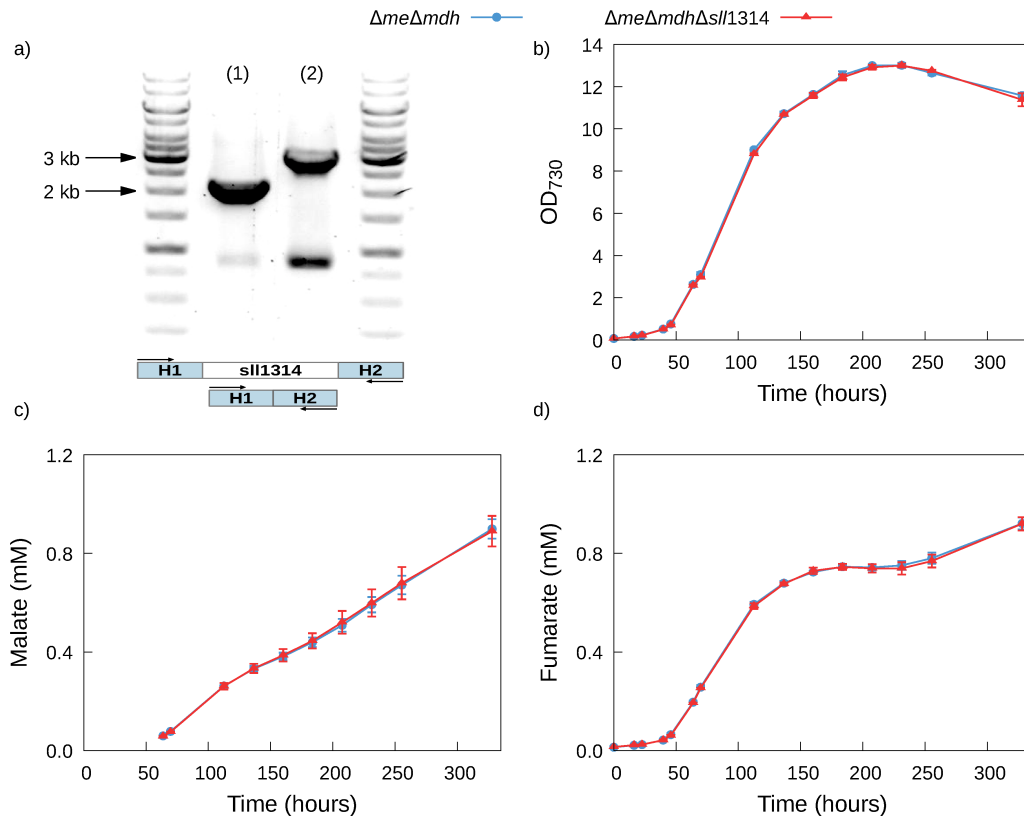 ΔmeΔmdh
ΔmeΔmdhΔsll1314
a)
(1)
(2)
3 kb
2 kb
H1
sll1314
H2
H1
H2
b)
14
12
10
8
6
4
2
0
OD730
0
50
100
150
200
250
300
Time (hours)
c)
1.2
0.8
0.4
0.0
Malate (mM)
0
50
100
150
200
250
300
Time (hours)
d)
1.2
0.8
0.4
0.0
Fumarate (mM)
0
50
100
150
200
250
300
Time (hours)